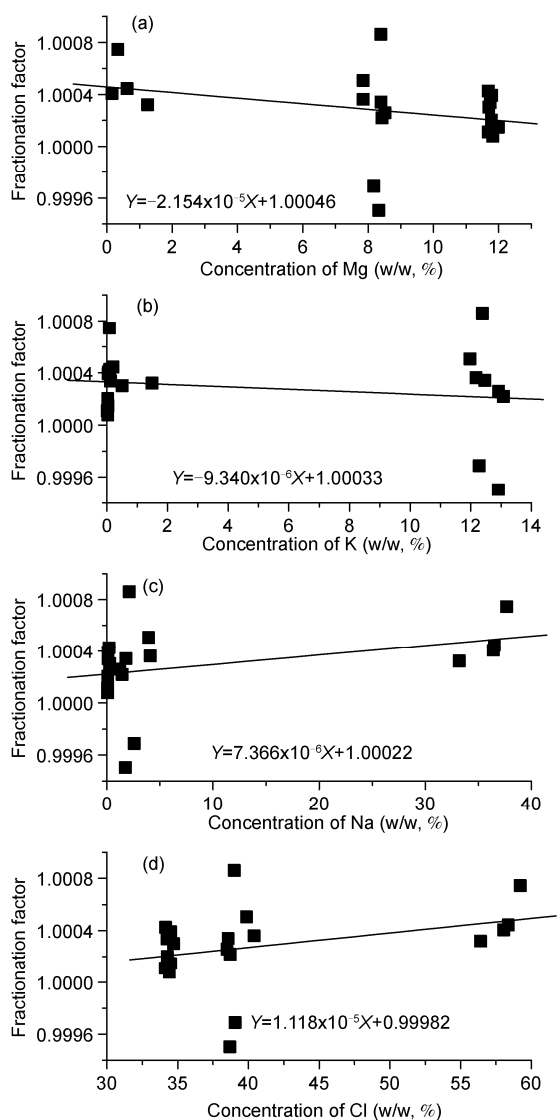 (a)
1.0008
1.0004
1.0000
0.9996
Fractionation factor
Y=−2.154x10⁻⁵X+1.00046
0 2 4 6 8 10 12
Concentration of Mg (w/w, %)
(b)
1.0008
1.0004
1.0000
0.9996
Fractionation factor
Y=−9.340x10⁻⁶X+1.00033
0 2 4 6 8 10 12 14
Concentration of K (w/w, %)
(c)
1.0008
1.0004
1.0000
0.9996
Fractionation factor
Y=7.366x10⁻⁶X+1.00022
0 10 20 30 40
Concentration of Na (w/w, %)
(d)
1.0008
1.0004
1.0000
0.9996
Fractionation factor
Y=1.118x10⁻⁵X+0.99982
30 35 40 45 50 55 60
Concentration of Cl (w/w, %)